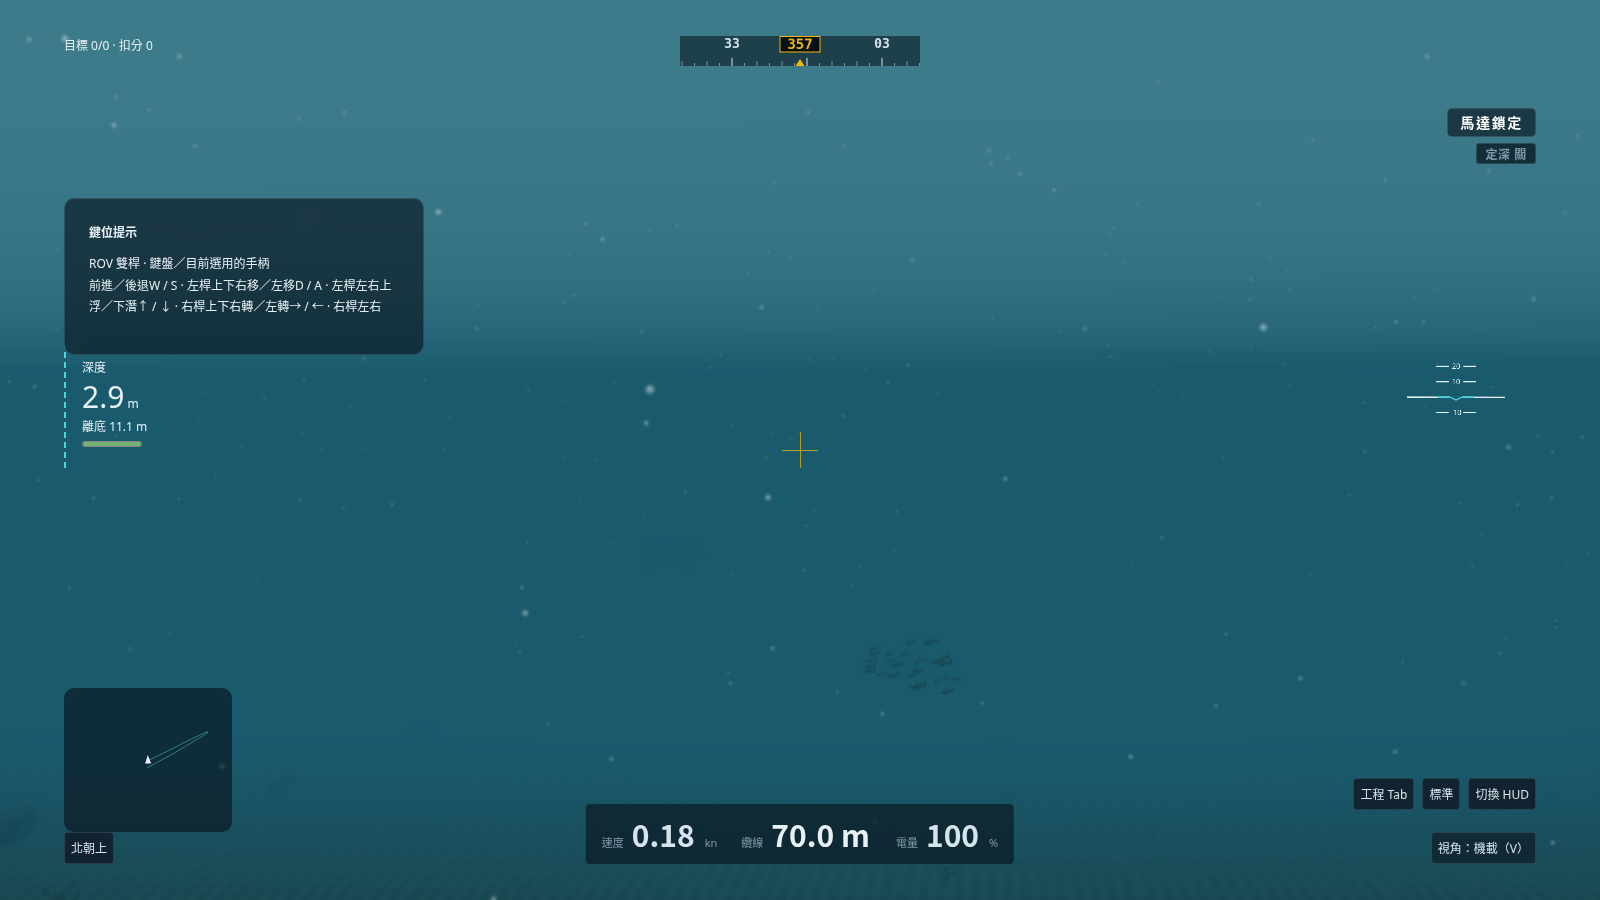 目標 0/0 · 扣分 0
33 357 03
馬達鎖定
定深 關
鍵位提示
ROV 雙桿 · 鍵盤／目前選用的手柄
前進／後退W / S · 左桿上下右移／左移D / A · 左桿左右上
浮／下潛↑ / ↓ · 右桿上下右轉／左轉→ / ← · 右桿左右
深度
2.9 m
離底 11.1 m
20
10
10
工程 Tab
標準
切換 HUD
速度 0.18 kn 纜線 70.0 m 電量 100 %
北朝上
視角：機載（V）